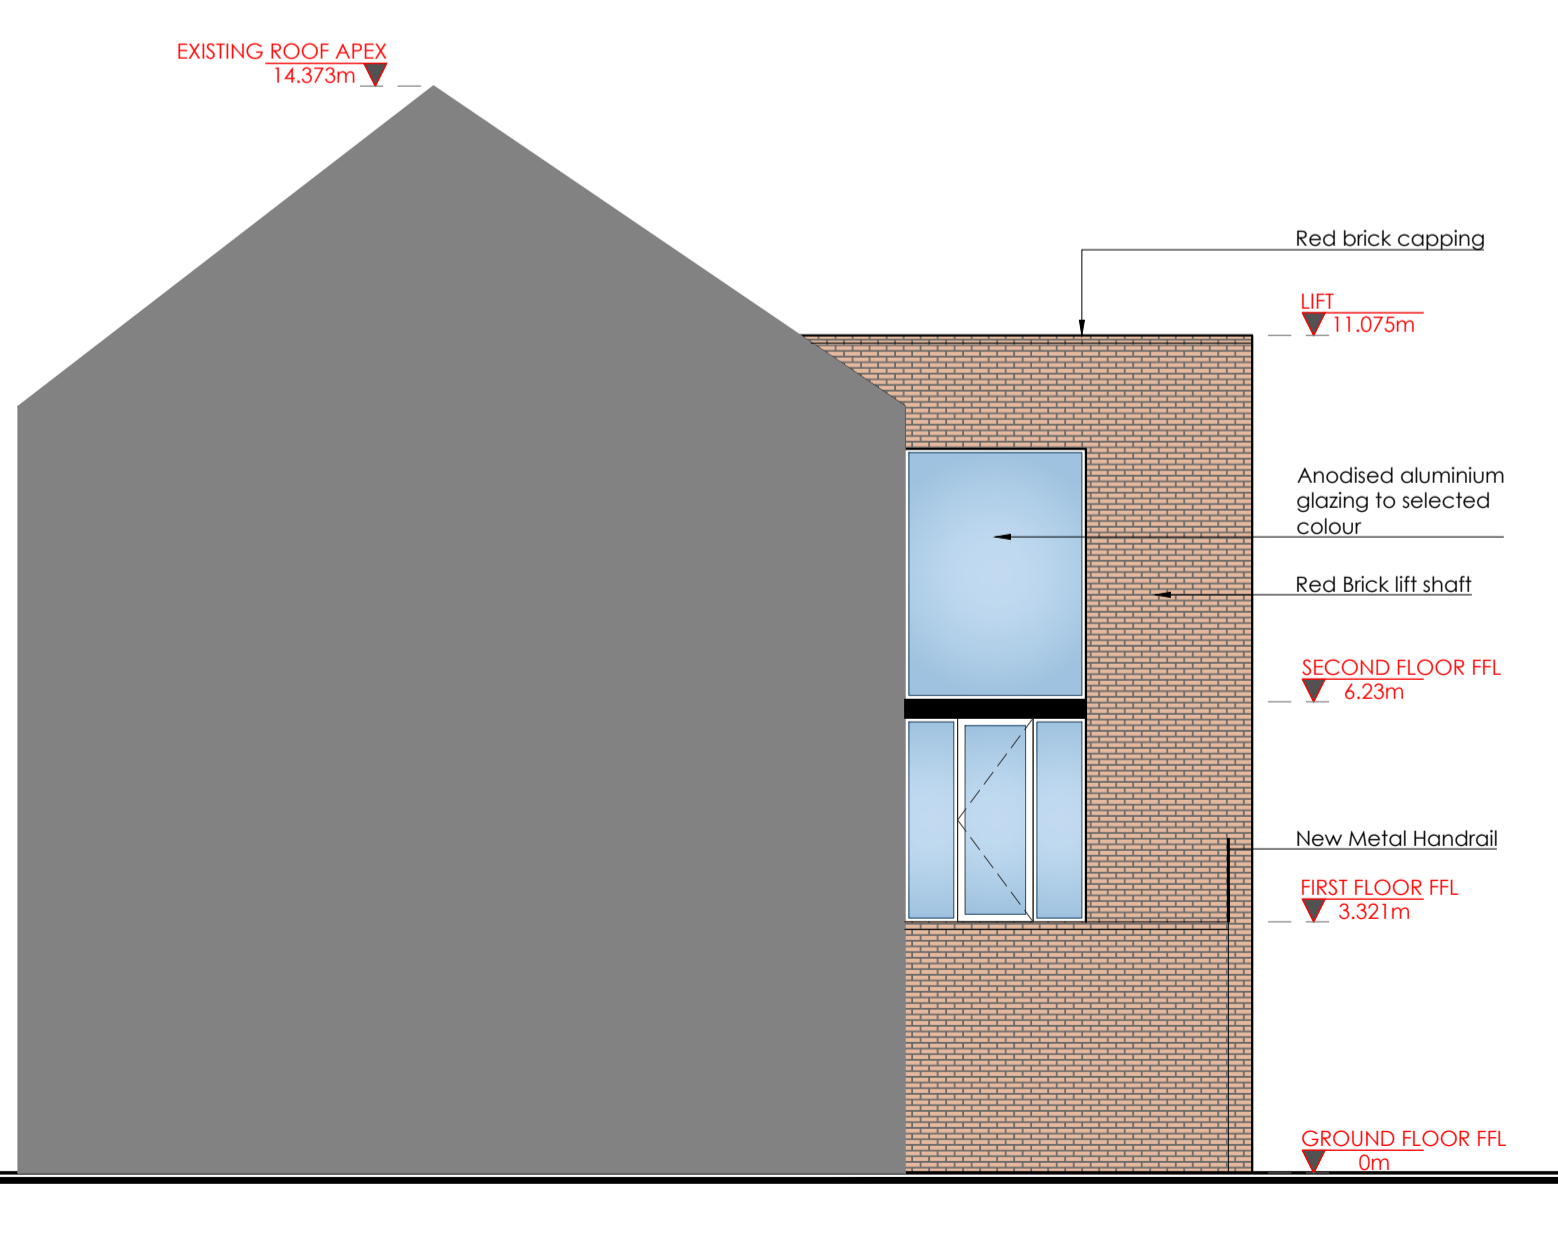 EXISTING ROOF APEX
14.373m
Red brick capping
LIFT
11.075m
Anodised aluminium
glazing to selected
colour
Red Brick lift shaft
SECOND FLOOR FFL
6.23m
New Metal Handrail
FIRST FLOOR FFL
3.321m
GROUND FLOOR FFL
0m